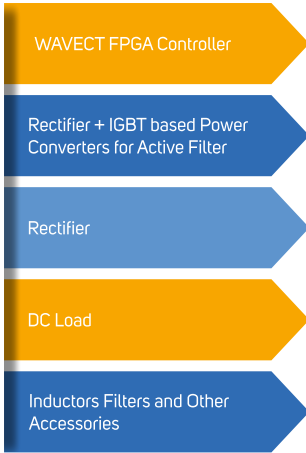 WAVECT FPGA Controller
Rectifier + IGBT based Power
Converters for Active Filter
Rectifier
DC Load
Inductors Filters and Other
Accessories